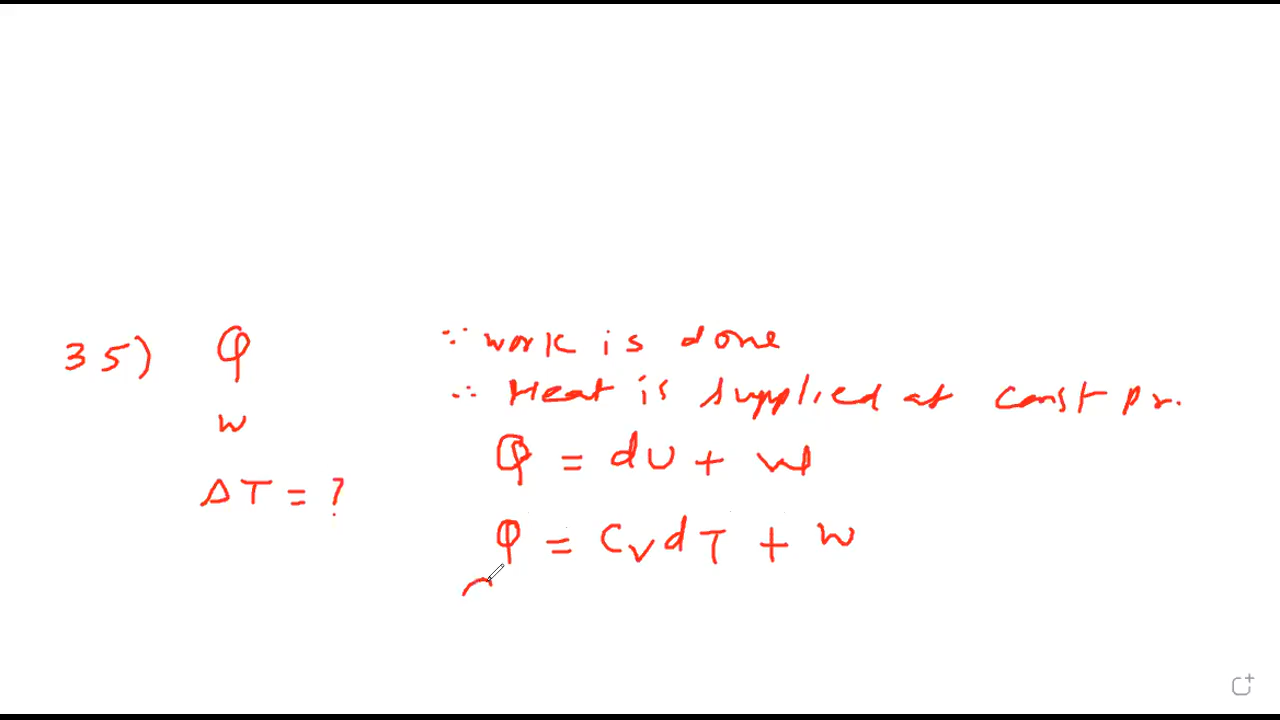 35) Q
W
ΔT = ?
∵ work is done
∴ Heat is supplied at const pr.
Q = dU + W
Q = CvdT + W